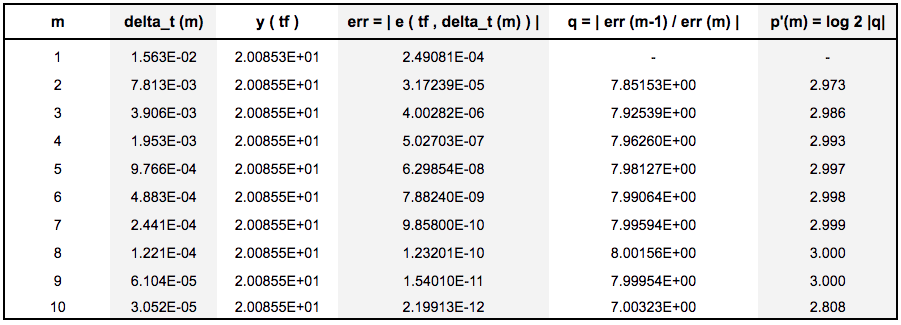 m delta_t (m) y ( tf ) err = | e ( tf , delta_t (m) ) | q = | err (m-1) / err (m) | p'(m) = log 2 |q|
1 1.563E-02 2.00853E+01 2.49081E-04 - -
2 7.813E-03 2.00855E+01 3.17239E-05 7.85153E+00 2.973
3 3.906E-03 2.00855E+01 4.00282E-06 7.92539E+00 2.986
4 1.953E-03 2.00855E+01 5.02703E-07 7.96260E+00 2.993
5 9.766E-04 2.00855E+01 6.29854E-08 7.98127E+00 2.997
6 4.883E-04 2.00855E+01 7.88240E-09 7.99064E+00 2.998
7 2.441E-04 2.00855E+01 9.85800E-10 7.99594E+00 2.999
8 1.221E-04 2.00855E+01 1.23201E-10 8.00156E+00 3.000
9 6.104E-05 2.00855E+01 1.54010E-11 7.99954E+00 3.000
10 3.052E-05 2.00855E+01 2.19913E-12 7.00323E+00 2.808